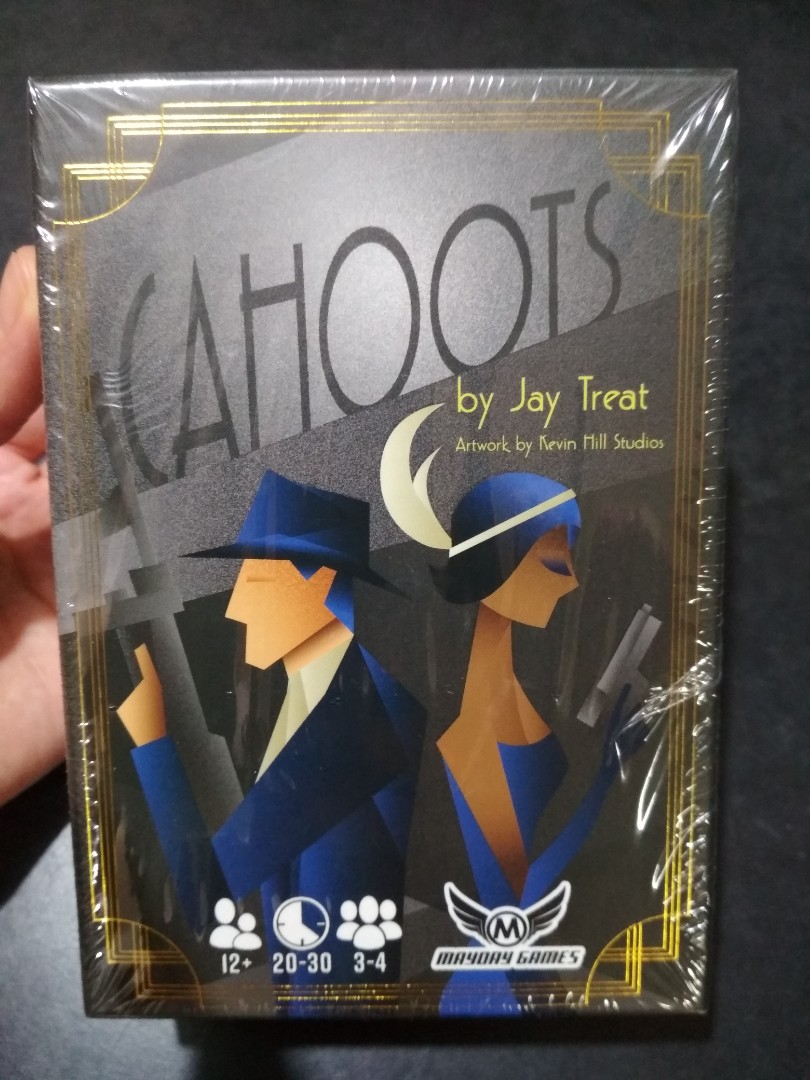 CAHOOTS
by Jay Treat
Artwork by Kevin Hill Studios
12+ 20-30 3-4
M
MAYDAY GAMES